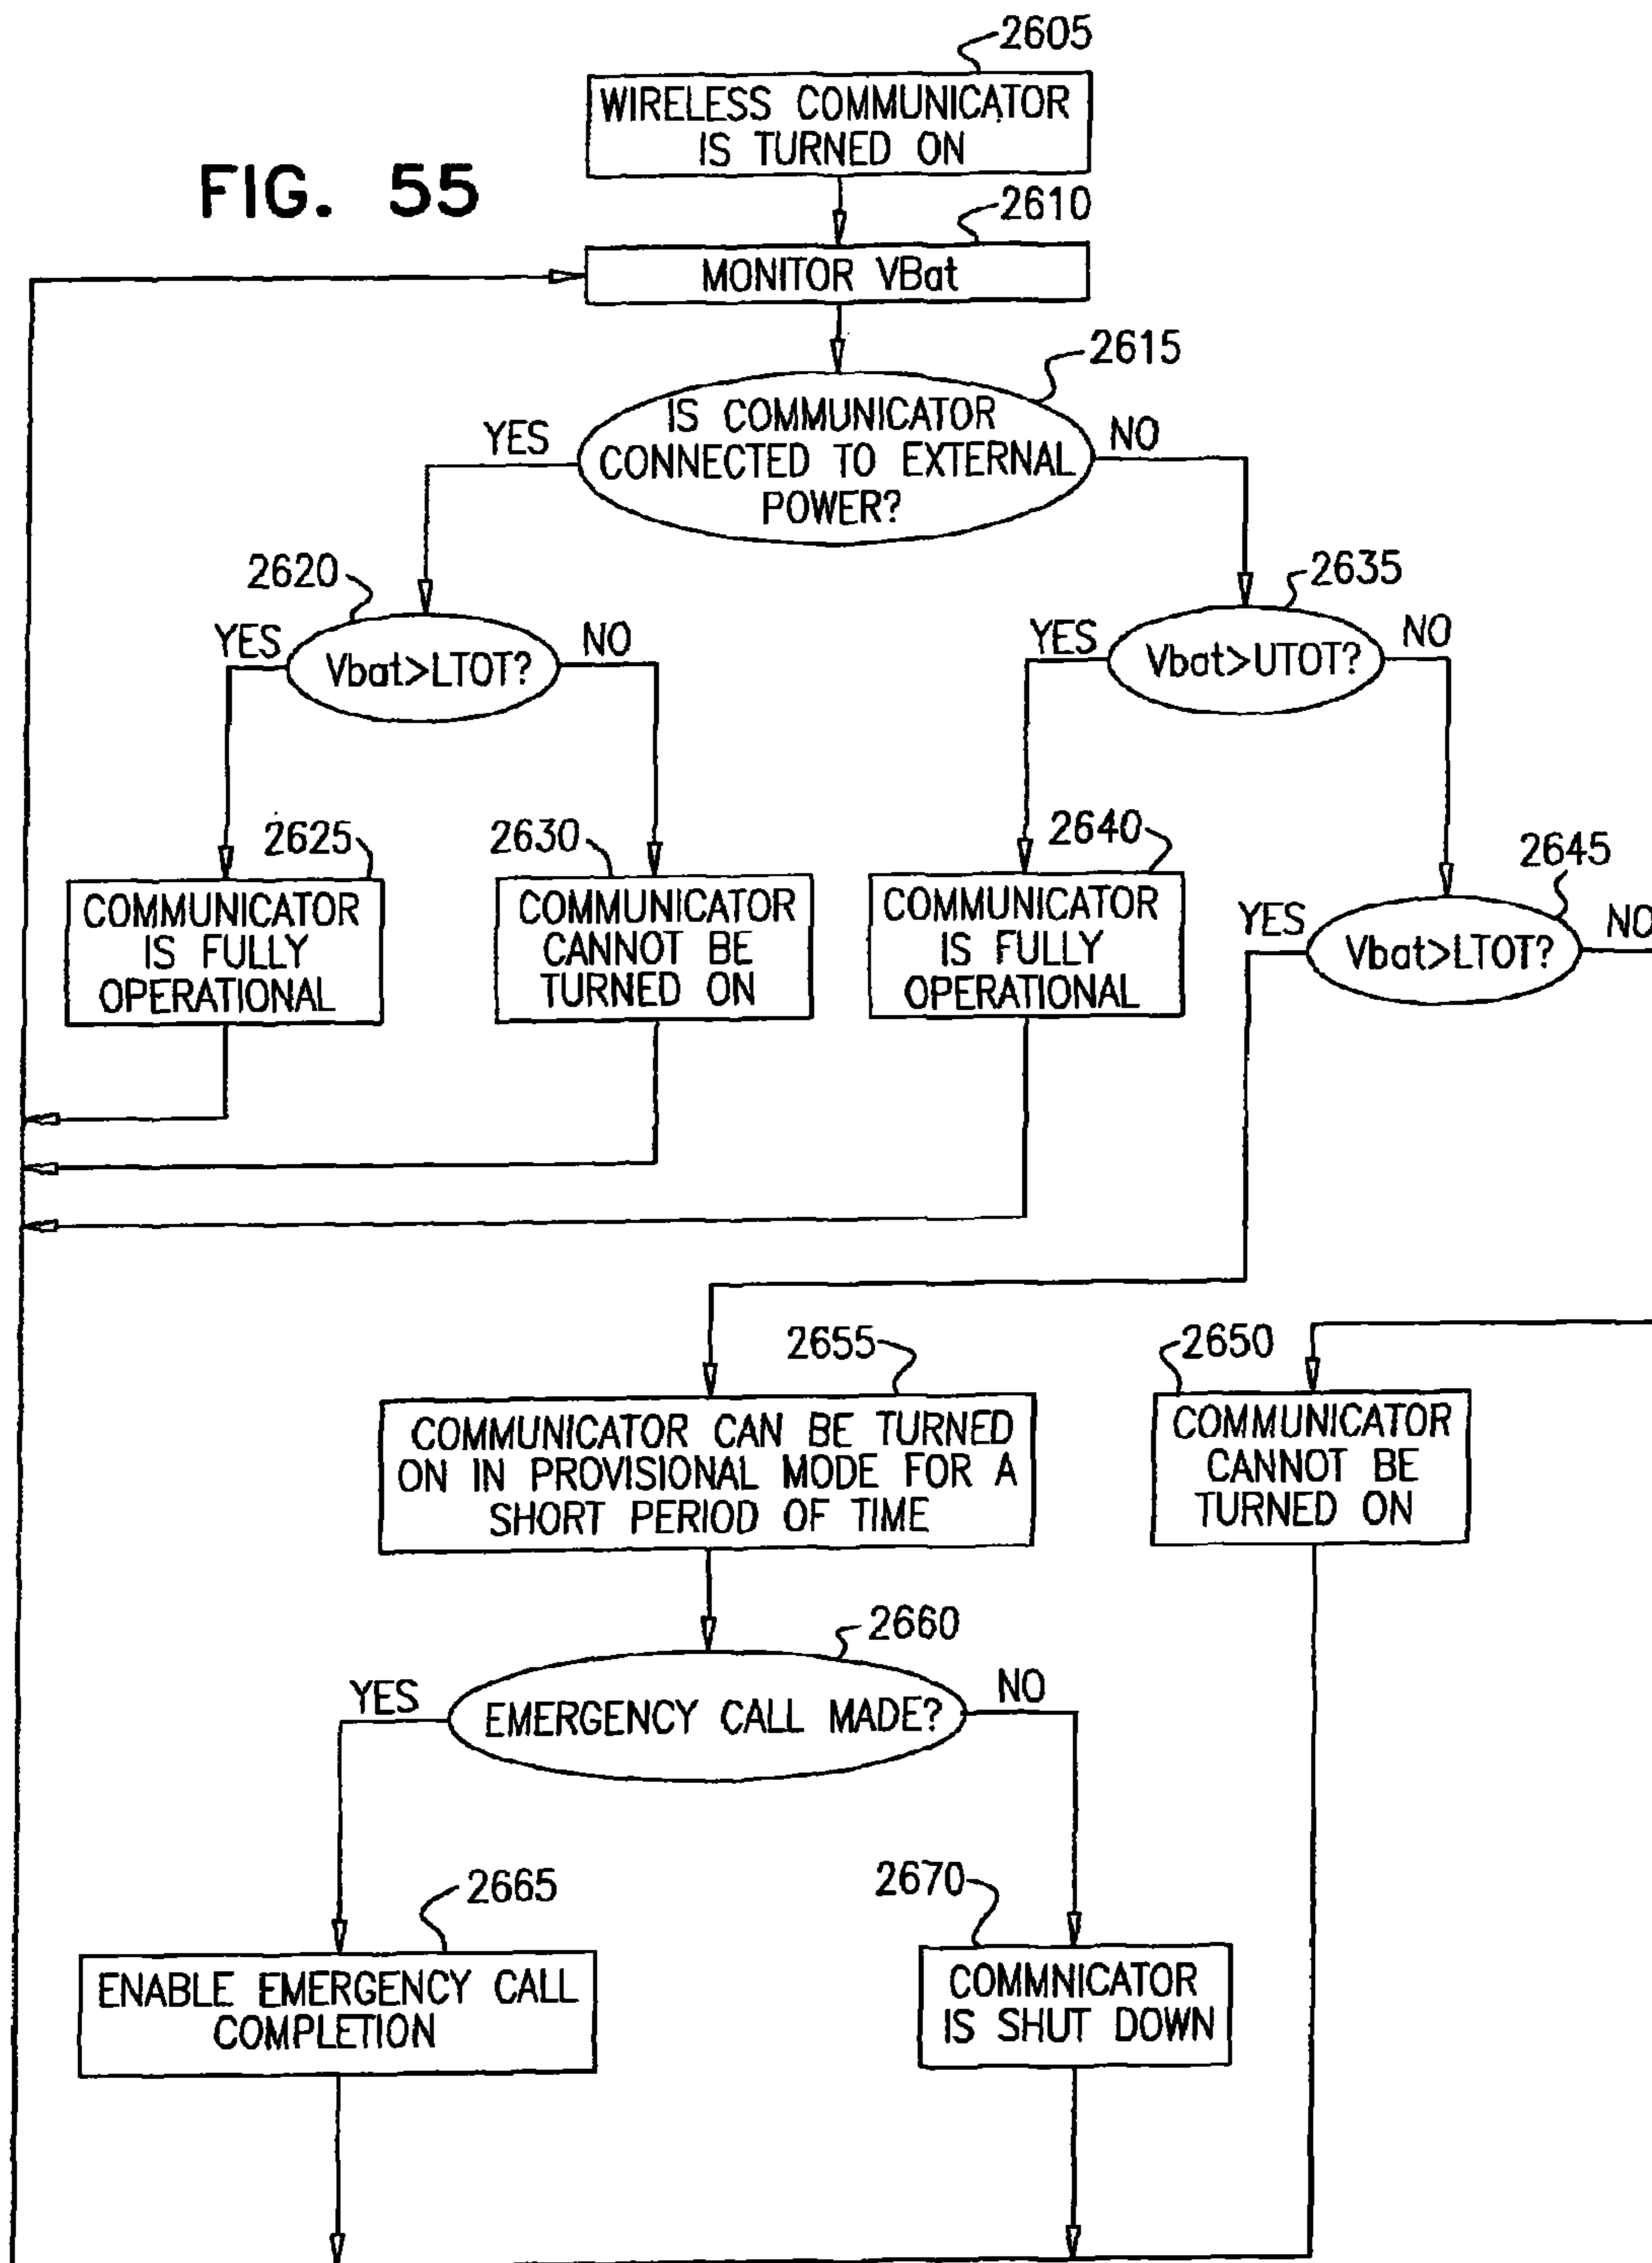 2605
WIRELESS COMMUNICATOR
IS TURNED ON
FIG. 55
2610
MONITOR VBat
2615
IS COMMUNICATOR
CONNECTED TO EXTERNAL
POWER?
YES
NO
2620
2635
YES
Vbat>LTOT?
NO
YES
Vbat>UTOT?
NO
2625
COMMUNICATOR
IS FULLY
OPERATIONAL
2630
COMMUNICATOR
CANNOT BE
TURNED ON
2640
COMMUNICATOR
IS FULLY
OPERATIONAL
2645
YES
Vbat>LTOT?
NO
2655
COMMUNICATOR CAN BE TURNED
ON IN PROVISIONAL MODE FOR A
SHORT PERIOD OF TIME
2650
COMMUNICATOR
CANNOT BE
TURNED ON
2660
YES
EMERGENCY CALL MADE?
NO
2665
ENABLE EMERGENCY CALL
COMPLETION
2670
COMMNICATOR
IS SHUT DOWN